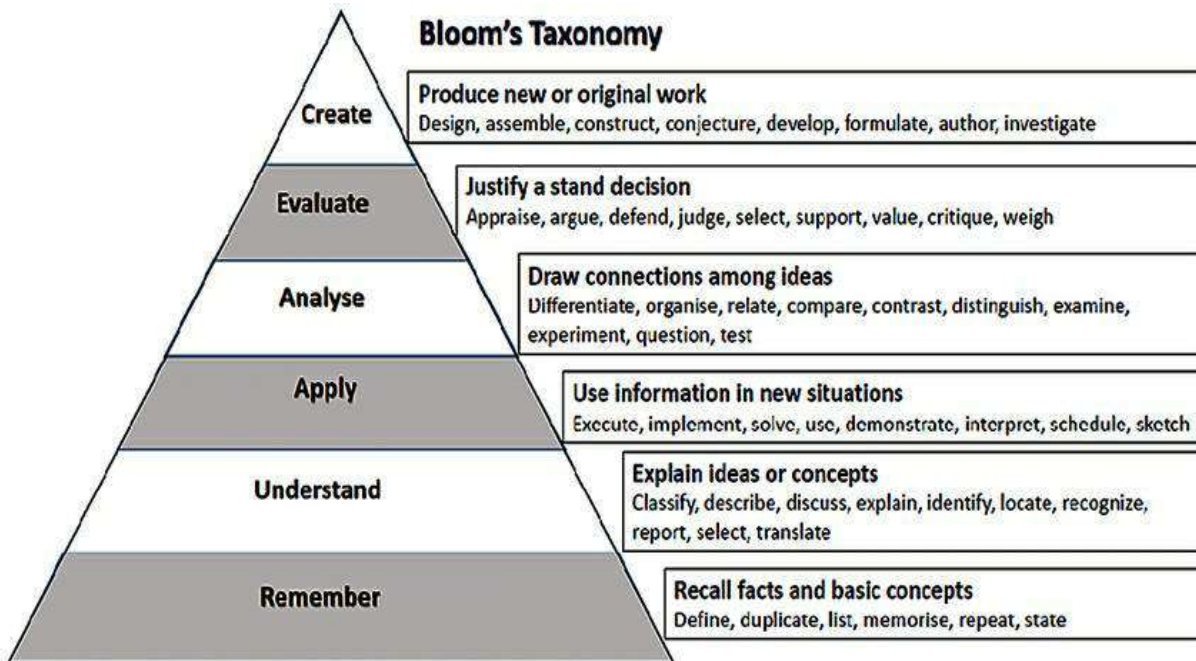 Bloom's Taxonomy
Create
Produce new or original work
Design, assemble, construct, conjecture, develop, formulate, author, investigate
Evaluate
Justify a stand decision
Appraise, argue, defend, judge, select, support, value, critique, weigh
Analyse
Draw connections among ideas
Differentiate, organise, relate, compare, contrast, distinguish, examine,
experiment, question, test
Apply
Use information in new situations
Execute, implement, solve, use, demonstrate, interpret, schedule, sketch
Understand
Explain ideas or concepts
Classify, describe, discuss, explain, identify, locate, recognize,
report, select, translate
Remember
Recall facts and basic concepts
Define, duplicate, list, memorise, repeat, state